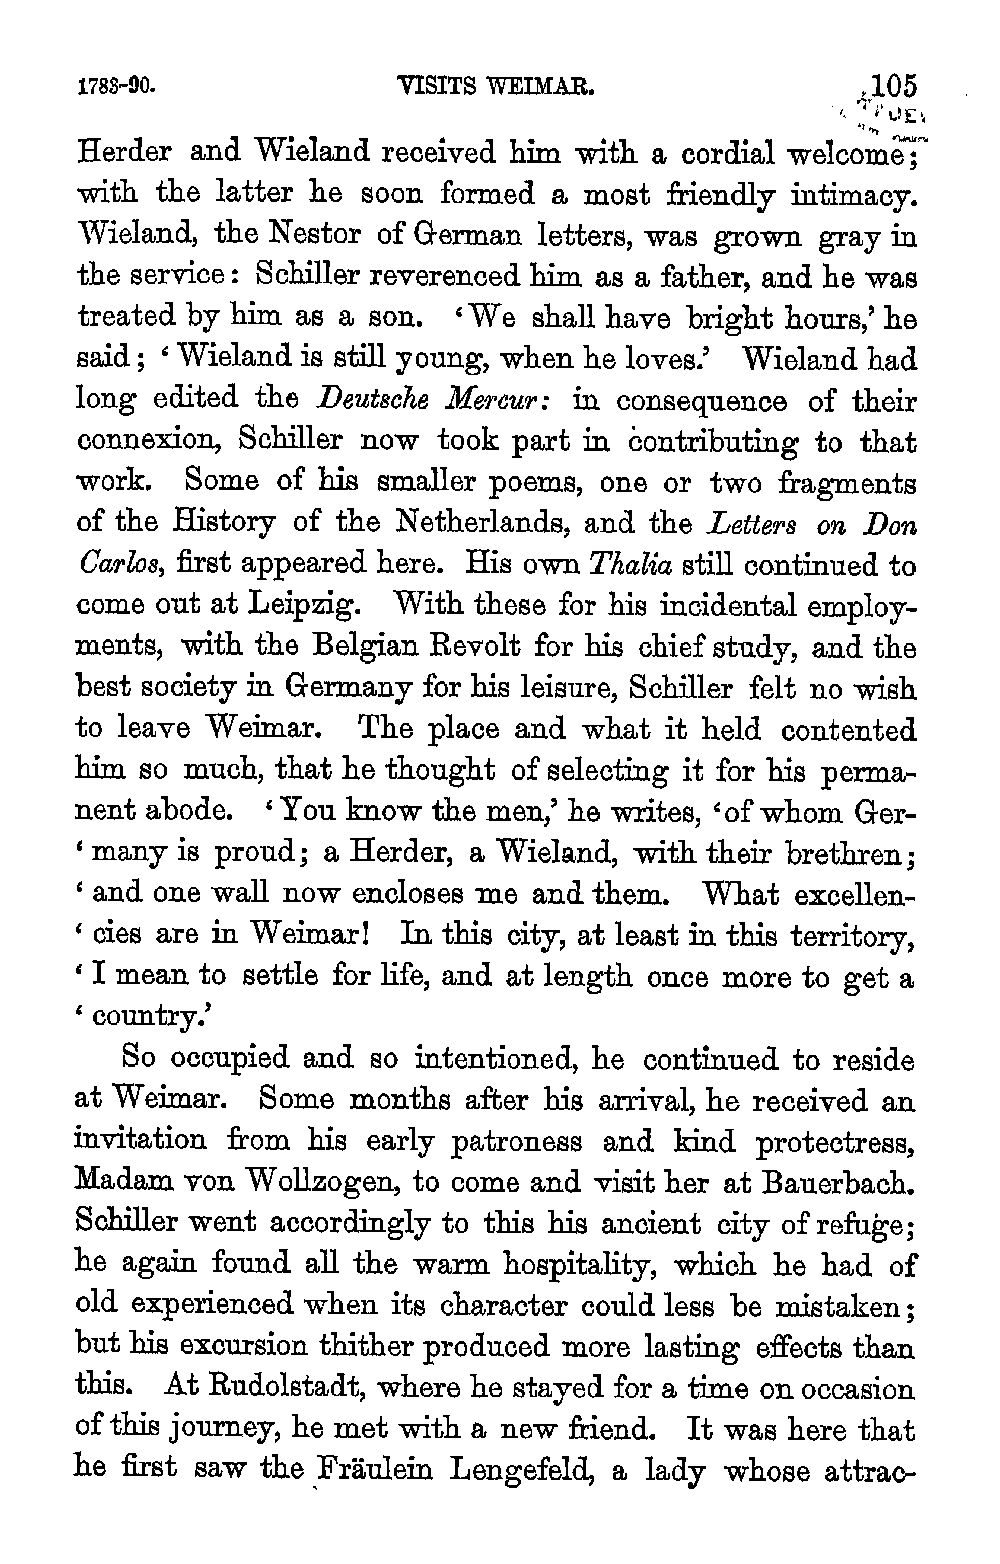 1783-90. VISITS WEIMAR. 105
Herder and Wieland received him with a cordial welcome;
with the latter he soon formed a most friendly intimacy.
Wieland, the Nestor of German letters, was grown gray in
the service: Schiller reverenced him as a father, and he was
treated by him as a son. ‘We shall have bright hours,’ he
said; ‘Wieland is still young, when he loves.’ Wieland had
long edited the Deutsche Mercur: in consequence of their
connexion, Schiller now took part in contributing to that
work. Some of his smaller poems, one or two fragments
of the History of the Netherlands, and the Letters on Don
Carlos, first appeared here. His own Thalia still continued to
come out at Leipzig. With these for his incidental employ-
ments, with the Belgian Revolt for his chief study, and the
best society in Germany for his leisure, Schiller felt no wish
to leave Weimar. The place and what it held contented
him so much, that he thought of selecting it for his perma-
nent abode. ‘You know the men,’ he writes, ‘of whom Ger-
‘many is proud; a Herder, a Wieland, with their brethren;
‘and one wall now encloses me and them. What excellen-
‘cies are in Weimar! In this city, at least in this territory,
‘I mean to settle for life, and at length once more to get a
‘country.’
So occupied and so intentioned, he continued to reside
at Weimar. Some months after his arrival, he received an
invitation from his early patroness and kind protectress,
Madam von Wollzogen, to come and visit her at Bauerbach.
Schiller went accordingly to this his ancient city of refuge;
he again found all the warm hospitality, which he had of
old experienced when its character could less be mistaken;
but his excursion thither produced more lasting effects than
this. At Rudolstadt, where he stayed for a time on occasion
of this journey, he met with a new friend. It was here that
he first saw the Fräulein Lengefeld, a lady whose attrac-